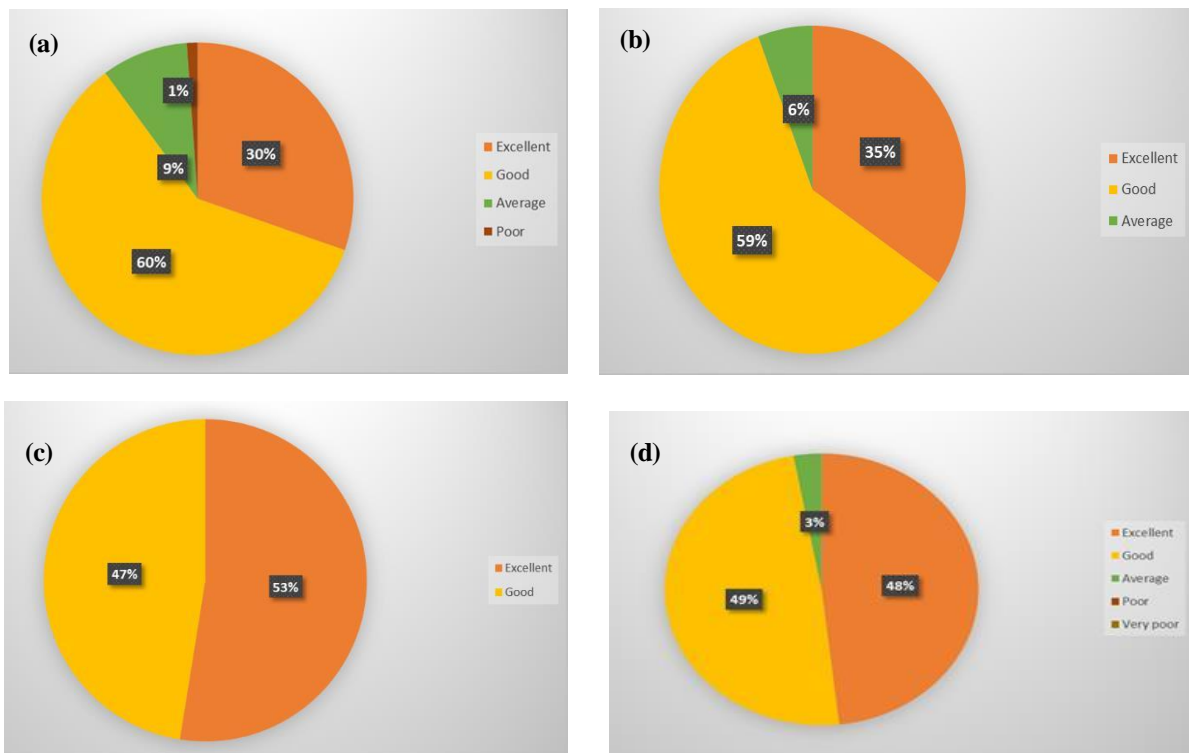 (a)
1%
30%
9%
60%
Excellent
Good
Average
Poor
(b)
6%
35%
59%
Excellent
Good
Average
(c)
47%
53%
Excellent
Good
(d)
3%
48%
49%
Excellent
Good
Average
Poor
Very poor